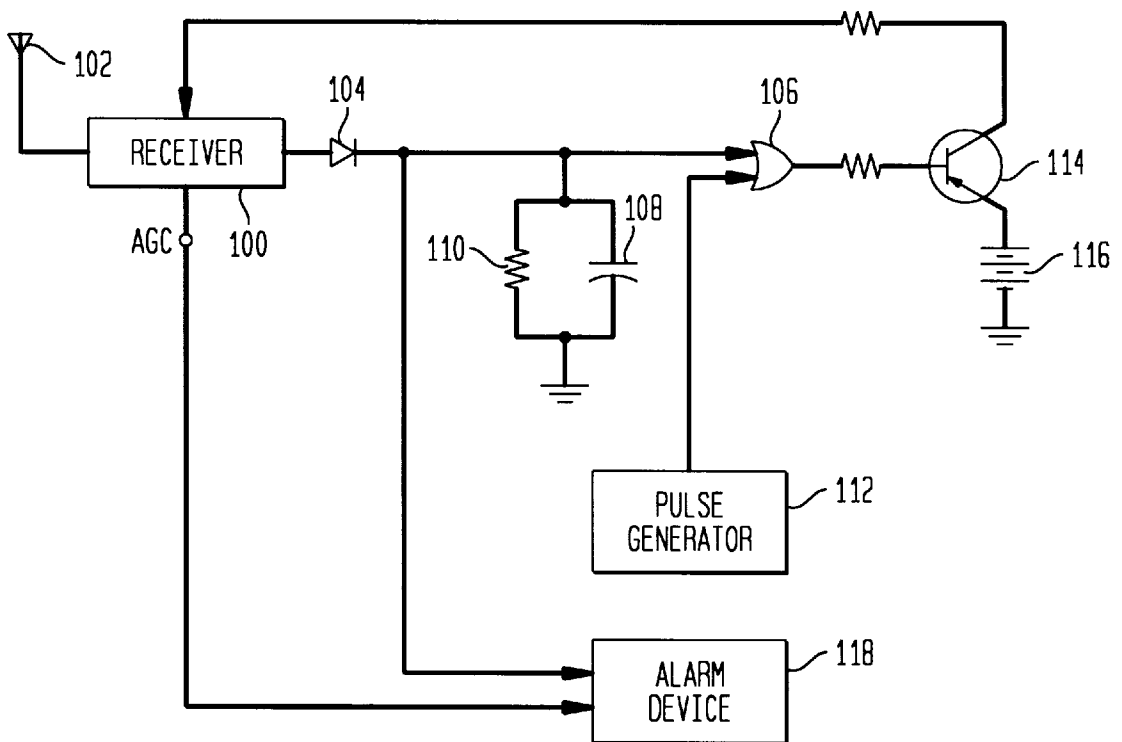 102
104
106
RECEIVER
114
108
AGC
100
110
116
PULSE
GENERATOR
112
ALARM
DEVICE
118